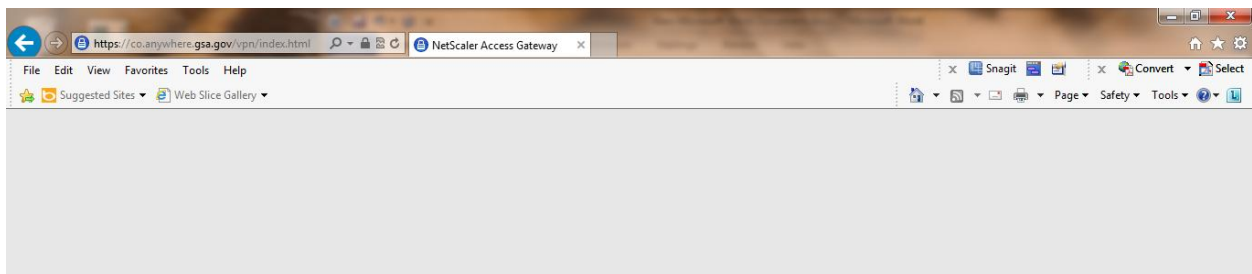 https://co.anywhere.gsa.gov/vpn/index.html NetScaler Access Gateway
File Edit View Favorites Tools Help x Snagit x Convert Select
Suggested Sites Web Slice Gallery Page Safety Tools